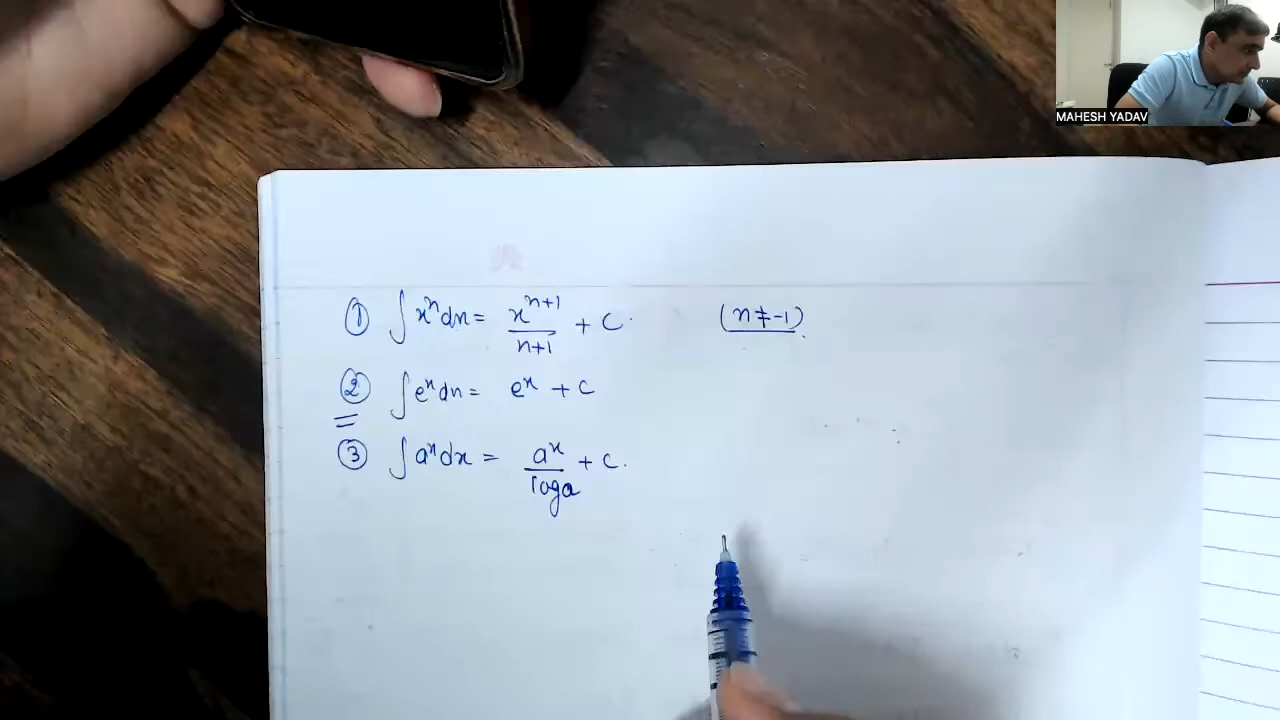 MAHESH YADAV
① ∫xⁿdx = xⁿ⁺¹/n+1 + C. (n ≠ -1).
② ∫eˣdx = eˣ + C
③ ∫aˣdx = aˣ/loga + C.